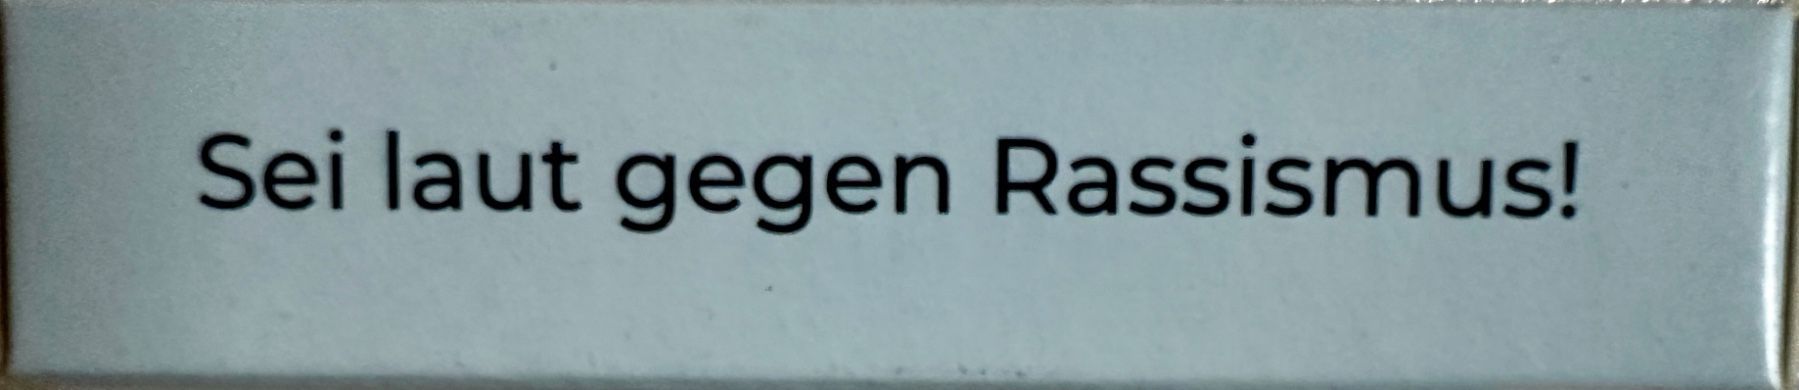 Sei laut gegen Rassismus!